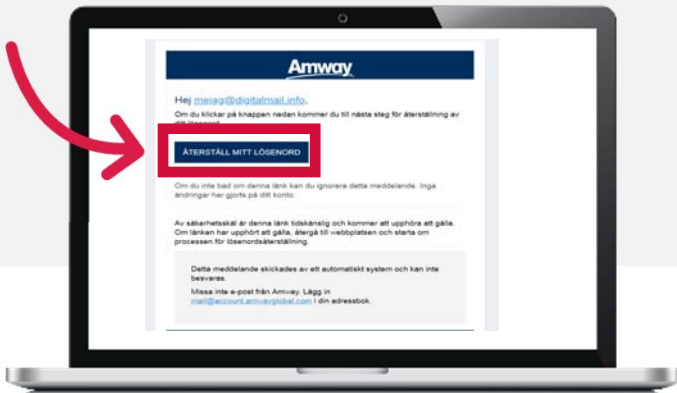 Amway
Hej mejag@digitalmail.info.
Om du klickar på knappen nedan kommer du till nästa steg för återställning av
ditt lösenord.
ÅTERSTÄLL MITT LÖSENORD
Om du inte bad om denna länk kan du ignorera detta meddelande. Inga
ändringar har gjorts på ditt konto.
Av säkerhetsskäl är denna länk tidskänslig och kommer att upphöra att gälla.
Om länken har upphört att gälla, återgå till webbplatsen och starta om
processen för lösenordsåterställning.
Detta meddelande skickades av ett automatiskt system och kan inte
besvaras.
Missa inte e-post från Amway. Lägg in
mail@account.amwayglobal.com i din adressbok.